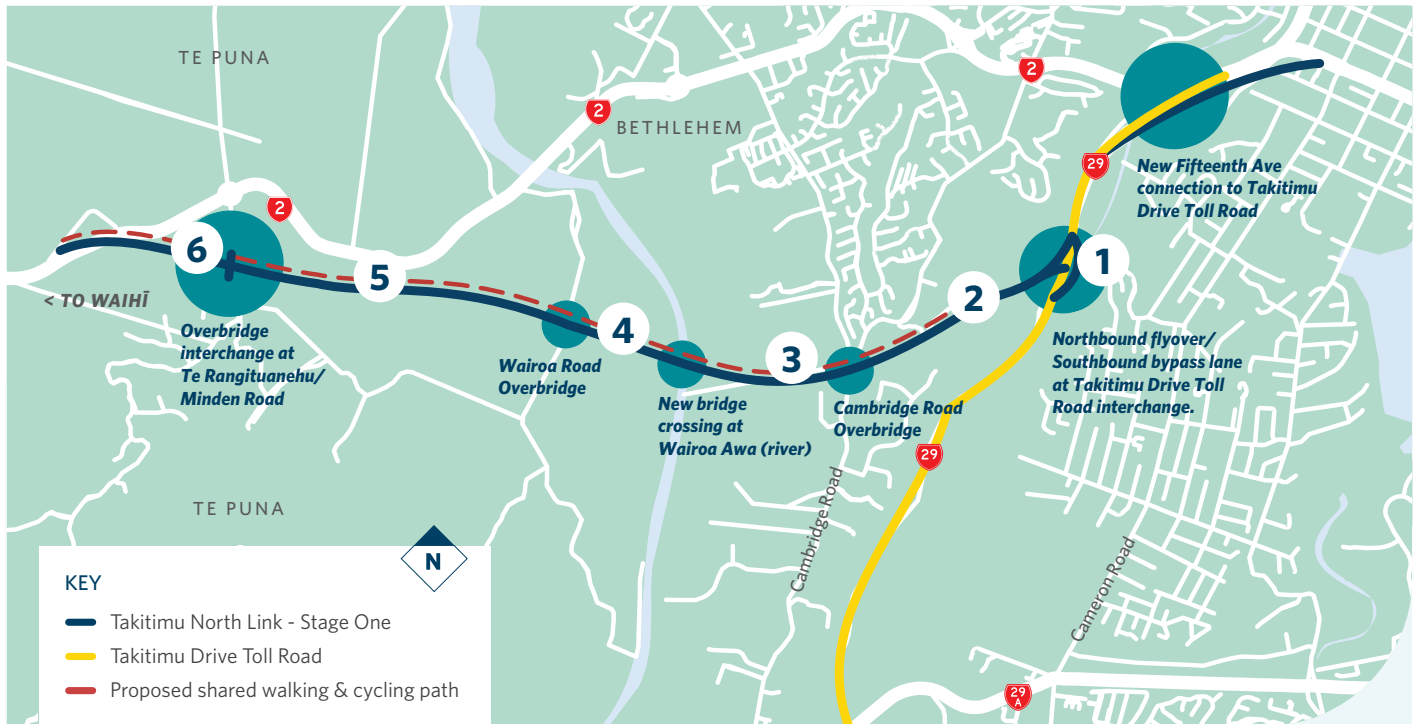 TE PUNA
2
2
BETHLEHEM
29
New Fifteenth Ave
connection to Takitimu
Drive Toll Road
2
6
5
1
2
< TO WAIHĪ
4
3
Overbridge
interchange at
Te Rangituanehu/
Minden Road
Wairoa Road
Overbridge
New bridge
crossing at
Wairoa Awa (river)
Cambridge Road
Overbridge
Northbound flyover/
Southbound bypass lane
at Takitimu Drive Toll
Road interchange.
29
TE PUNA
Cambridge Road
Cameron Road
29
A
N
KEY
Takitimu North Link - Stage One
Takitimu Drive Toll Road
Proposed shared walking & cycling path